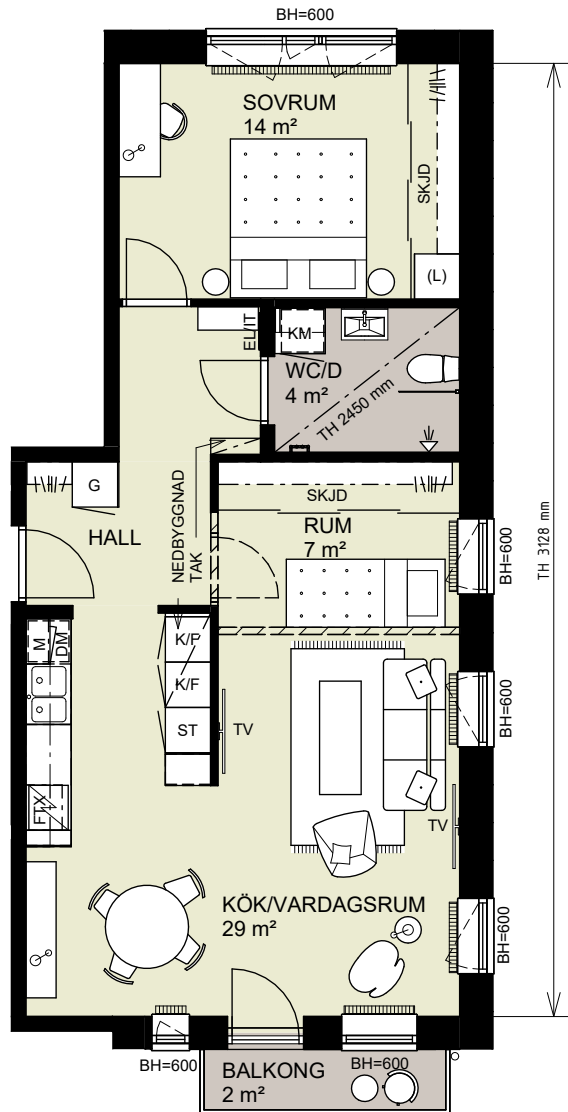 BH=600
SOVRUM
14 m²
SKJD
(L)
EL/IT
KM
WC/D
4 m²
TH 2450 mm
G
HALL
NEDBYGGNAD
TAK
SKJD
RUM
7 m²
BH=600
TH 3128 mm
M
DM
K/F
K/F
ST
TV
BH=600
FTX
TV
KÖK/VARDAGSRUM
29 m²
BH=600
BH=600
BALKONG
2 m²
BH=600